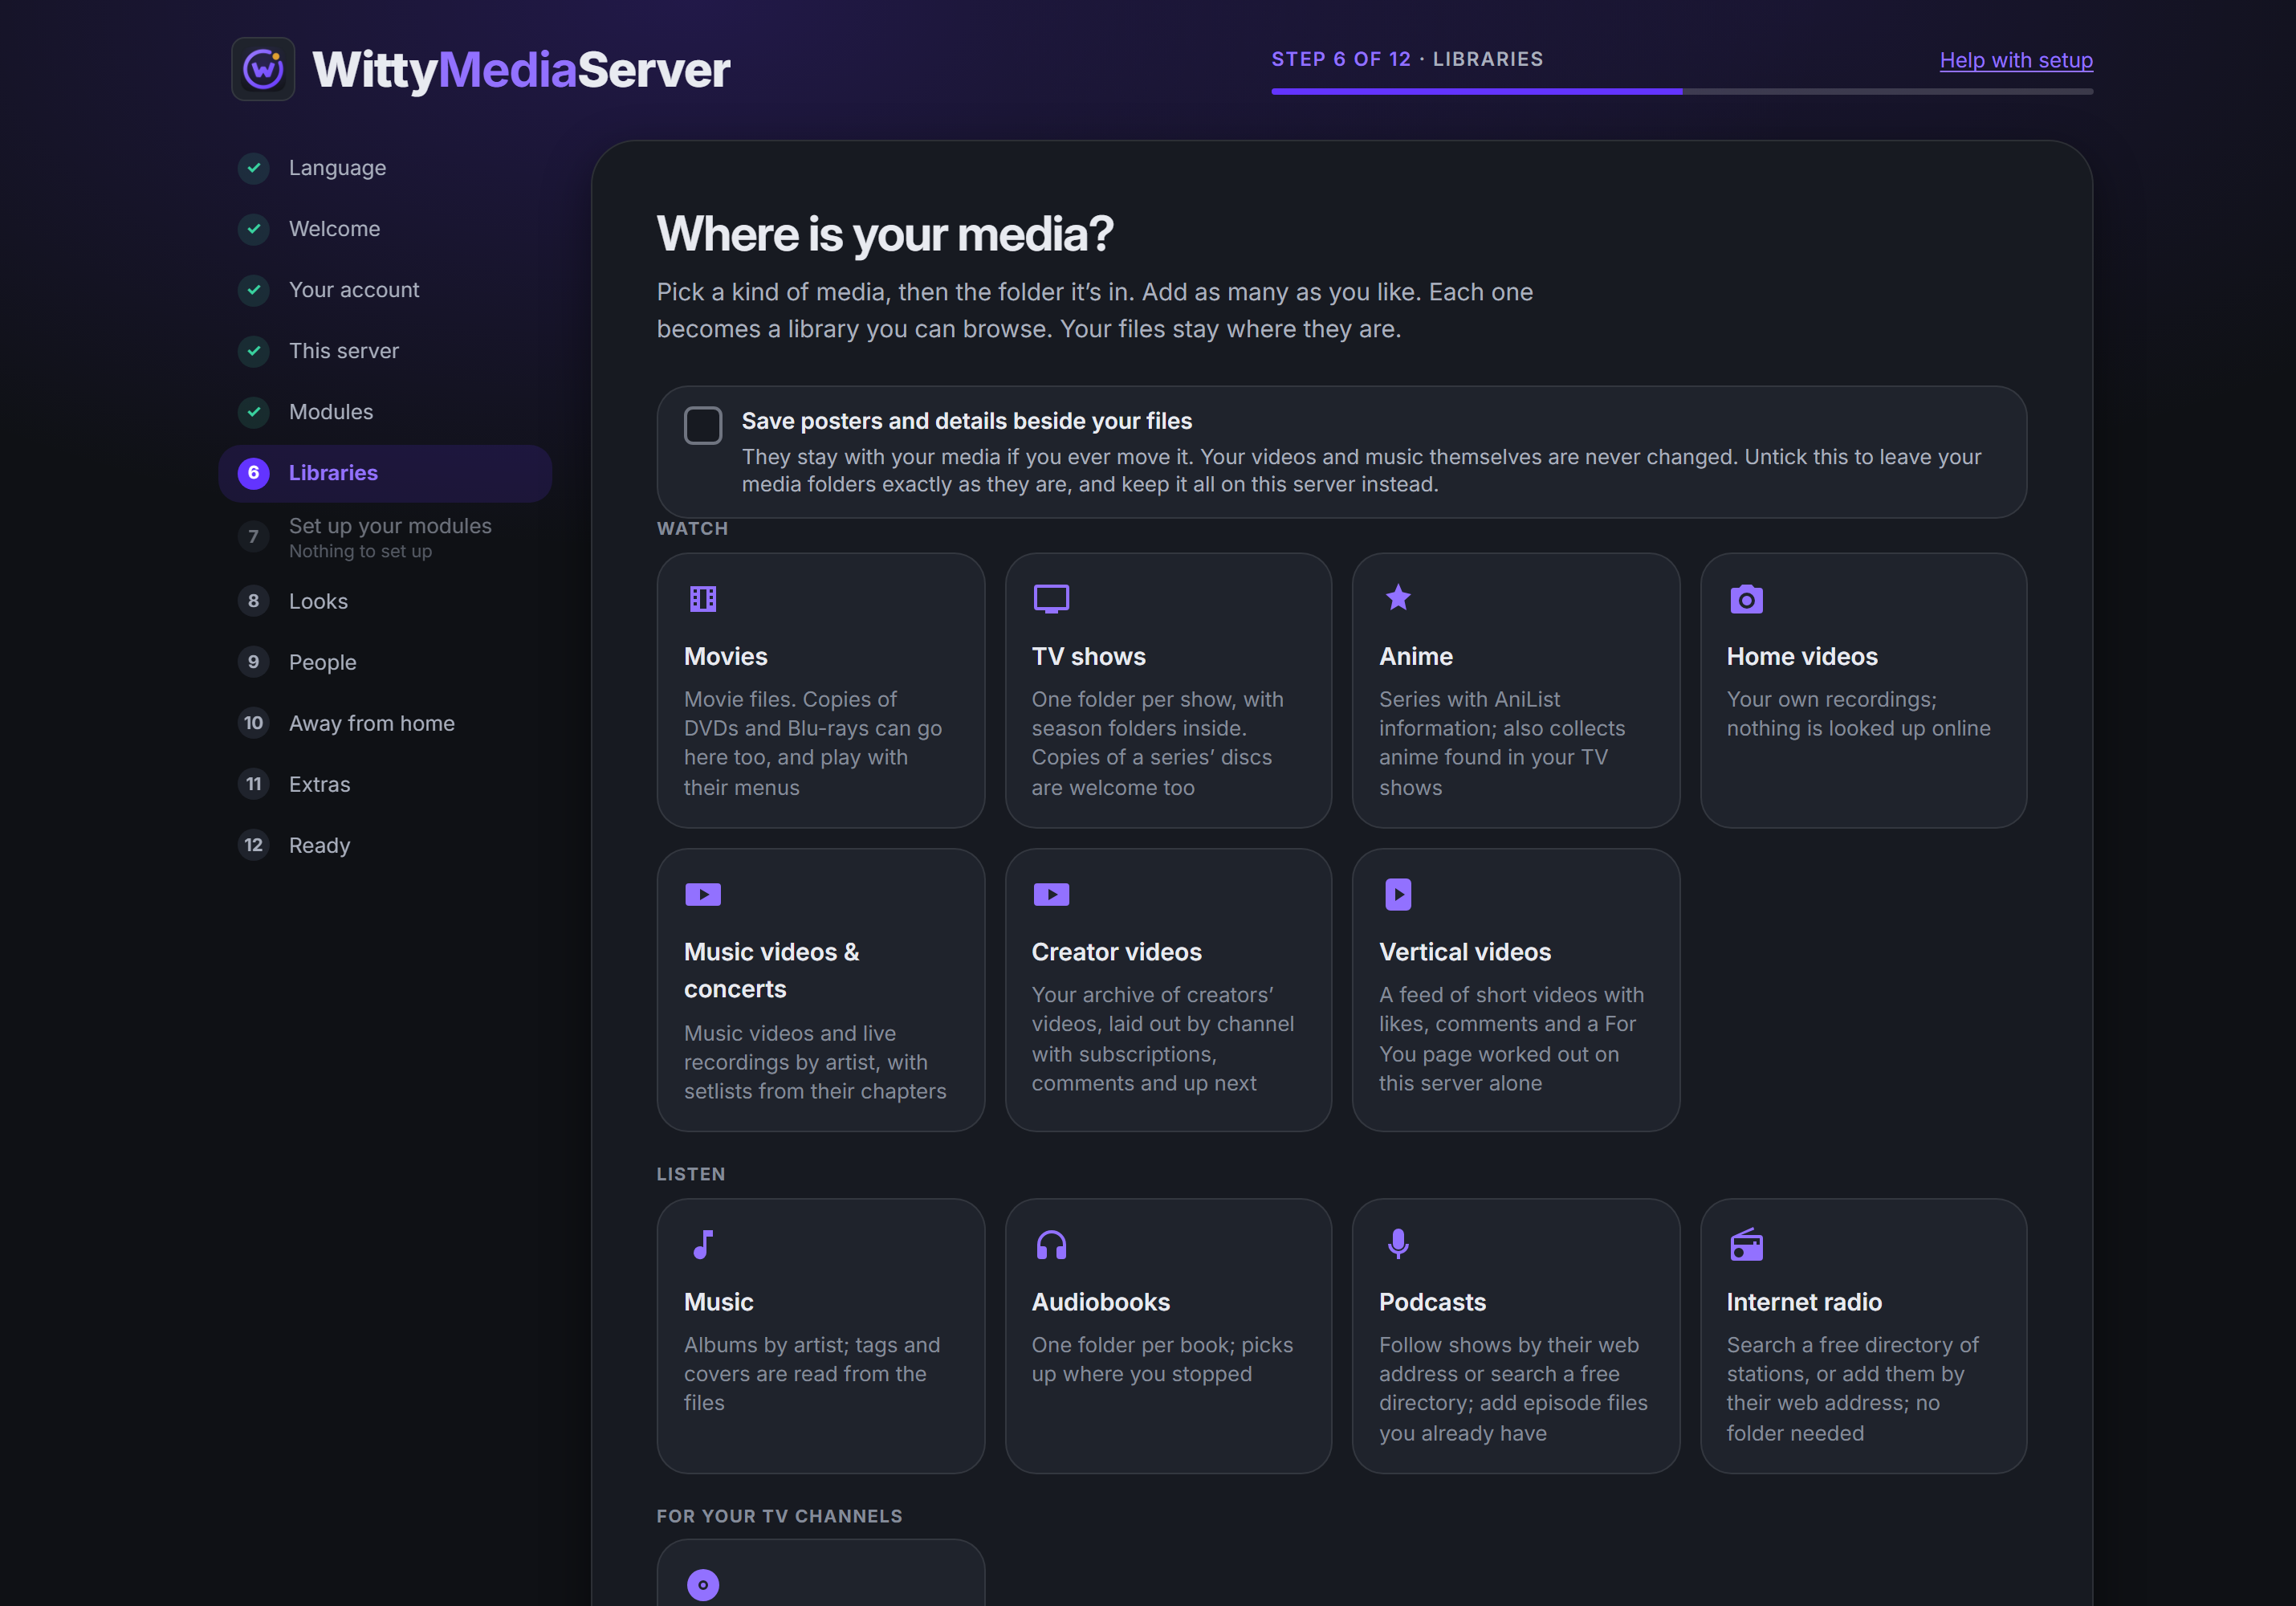 WittyMediaServer
STEP 6 OF 12 · LIBRARIES
Help with setup
Language
Welcome
Your account
This server
Modules
6 Libraries
7 Set up your modules
Nothing to set up
8 Looks
9 People
10 Away from home
11 Extras
12 Ready
Where is your media?
Pick a kind of media, then the folder it’s in. Add as many as you like. Each one
becomes a library you can browse. Your files stay where they are.
Save posters and details beside your files
They stay with your media if you ever move it. Your videos and music themselves are never changed. Untick this to leave your
media folders exactly as they are, and keep it all on this server instead.
WATCH
Movies
Movie files. Copies of
DVDs and Blu-rays can go
here too, and play with
their menus
TV shows
One folder per show, with
season folders inside.
Copies of a series’ discs
are welcome too
Anime
Series with AniList
information; also collects
anime found in your TV
shows
Home videos
Your own recordings;
nothing is looked up online
Music videos &
concerts
Music videos and live
recordings by artist, with
setlists from their chapters
Creator videos
Your archive of creators’
videos, laid out by channel
with subscriptions,
comments and up next
Vertical videos
A feed of short videos with
likes, comments and a For
You page worked out on
this server alone
LISTEN
Music
Albums by artist; tags and
covers are read from the
files
Audiobooks
One folder per book; picks
up where you stopped
Podcasts
Follow shows by their web
address or search a free
directory; add episode files
you already have
Internet radio
Search a free directory of
stations, or add them by
their web address; no
folder needed
FOR YOUR TV CHANNELS